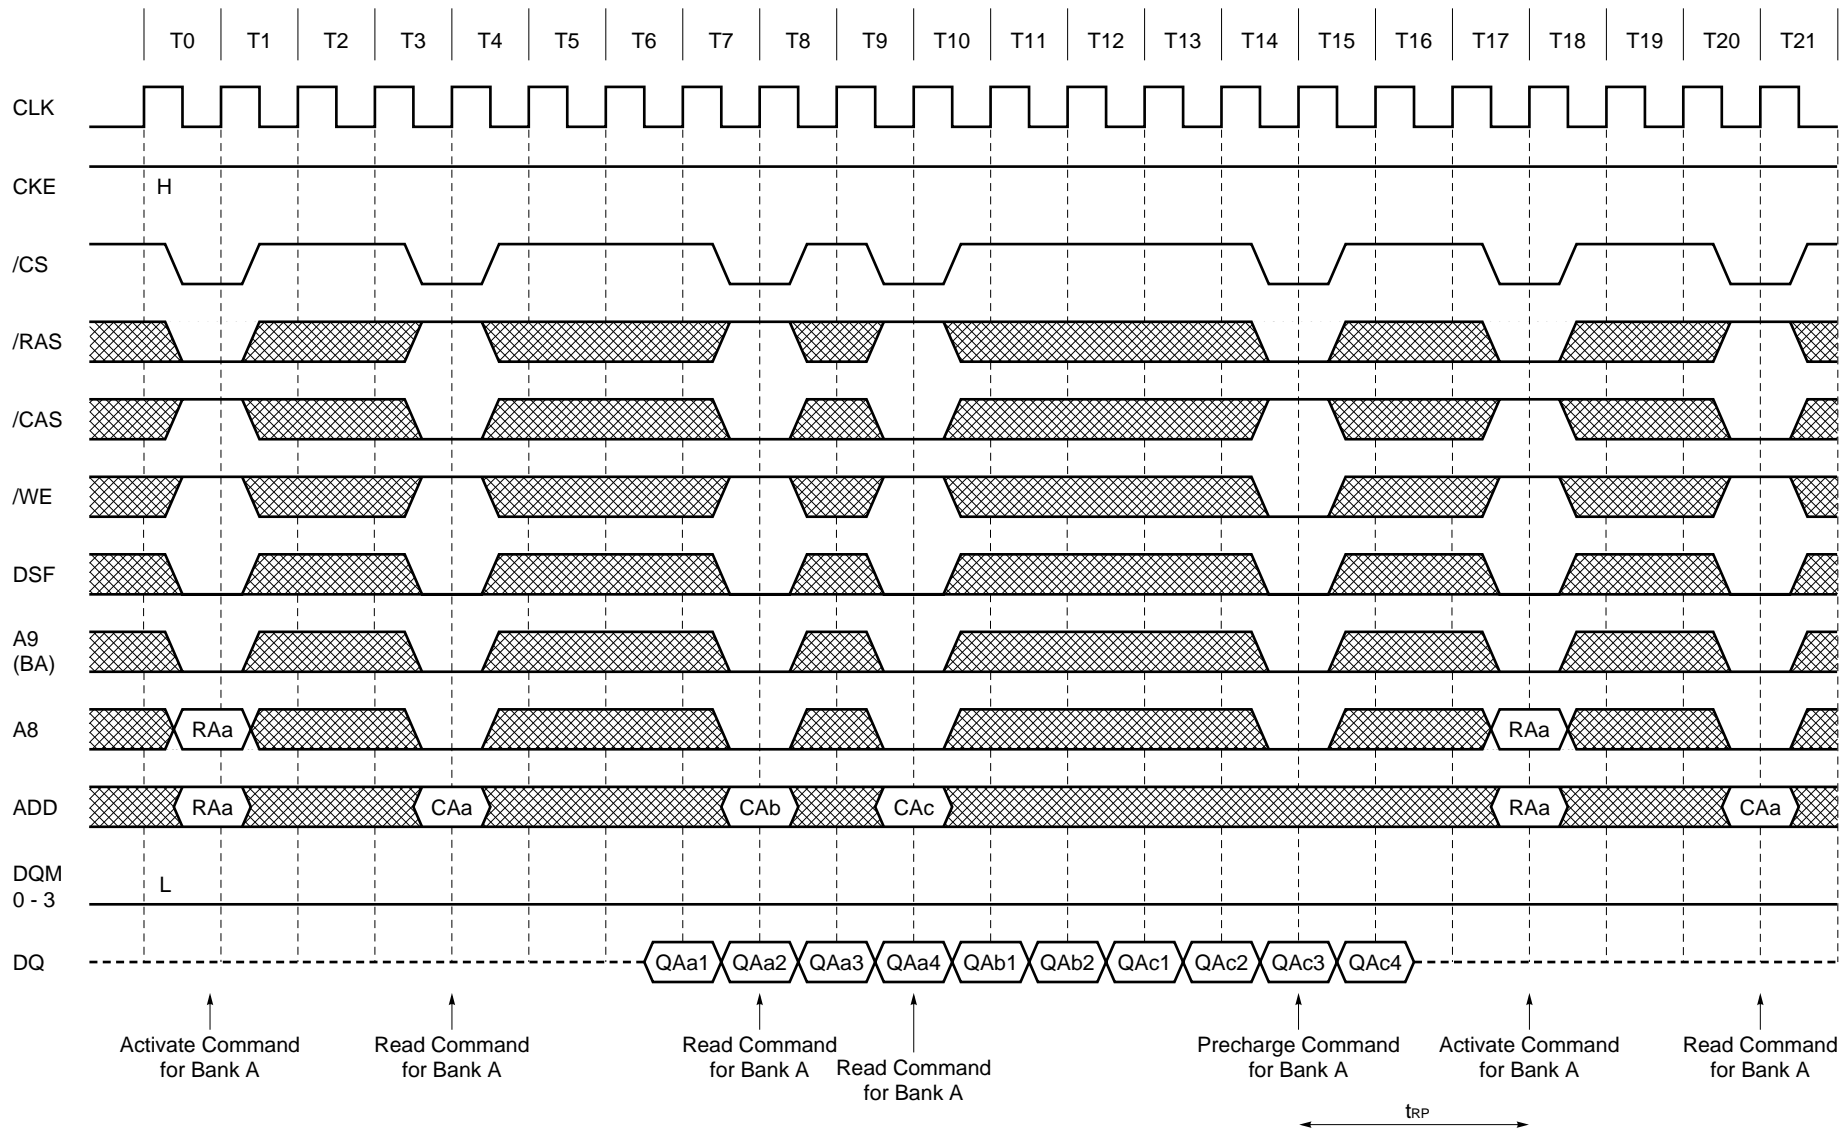 T0 T1 T2 T3 T4 T5 T6 T7 T8 T9 T10 T11 T12 T13 T14 T15 T16 T17 T18 T19 T20 T21
CLK
CKE H
/CS
/RAS
/CAS
/WE
DSF
A9
(BA)
A8 RAa RAa
ADD RAa CAa CAb CAc RAa CAa
DQM
0 - 3
L
DQ QAa1 QAa2 QAa3 QAa4 QAb1 QAb2 QAc1 QAc2 QAc3 QAc4
Activate Command
for Bank A
Read Command
for Bank A
Read Command
for Bank A
Read Command
for Bank A
Precharge Command
for Bank A
Activate Command
for Bank A
Read Command
for Bank A
tRP